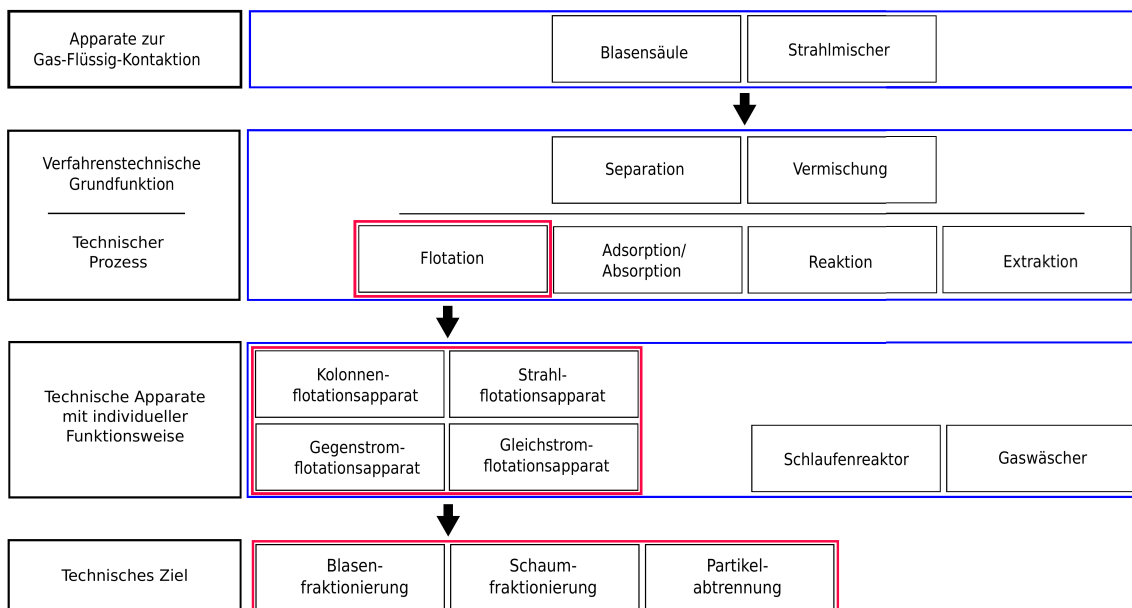 Apparate zur
Gas-Flüssig-Kontaktion
Blasensäule
Strahlmischer
Verfahrenstechnische
Grundfunktion
Technischer
Prozess
Separation
Vermischung
Flotation
Adsorption/
Absorption
Reaktion
Extraktion
Technische Apparate
mit individueller
Funktionsweise
Kolonnen-
flotationsapparat
Strahl-
flotationsapparat
Gegenstrom-
flotationsapparat
Gleichstrom-
flotationsapparat
Schlaufenreaktor
Gaswäscher
Technisches Ziel
Blasen-
fraktionierung
Schaum-
fraktionierung
Partikel-
abtrennung